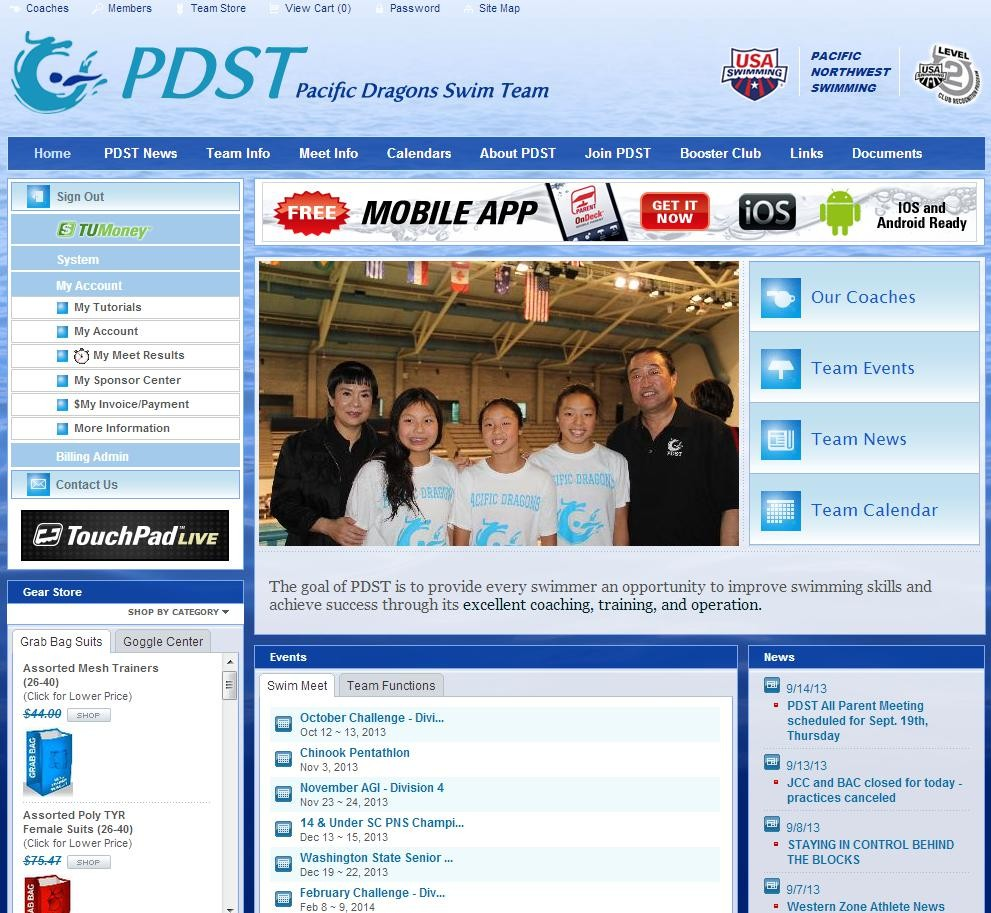 Coaches Members Team Store View Cart (0) Password Site Map
PDST Pacific Dragons Swim Team
USA SWIMMING
PACIFIC
NORTHWEST
SWIMMING
LEVEL 2
USA SWIMMING
CLUB RECOGNITION PROGRAM
Home PDST News Team Info Meet Info Calendars About PDST Join PDST Booster Club Links Documents
Sign Out
TUMoney
System
My Account
My Tutorials
My Account
My Meet Results
My Sponsor Center
$My Invoice/Payment
More Information
Billing Admin
Contact Us
TouchPad LIVE
FREE MOBILE APP
PARENT
OnDeck
GET IT
NOW
iOS
IOS and
Android Ready
PACIFIC DRAGONS
PACIFIC DRAGONS
PDST
Our Coaches
Team Events
Team News
Team Calendar
The goal of PDST is to provide every swimmer an opportunity to improve swimming skills and
achieve success through its excellent coaching, training, and operation.
Gear Store
SHOP BY CATEGORY
Grab Bag Suits Goggle Center
Assorted Mesh Trainers
(26-40)
(Click for Lower Price)
$44.00 SHOP
GRAB BAG
Assorted Poly TYR
Female Suits (26-40)
(Click for Lower Price)
$75.47 SHOP
BAG
Events
Swim Meet Team Functions
October Challenge - Divi...
Oct 12 ~ 13, 2013
Chinook Pentathlon
Nov 3, 2013
November AGI - Division 4
Nov 23 ~ 24, 2013
14 & Under SC PNS Champi...
Dec 13 ~ 15, 2013
Washington State Senior ...
Dec 19 ~ 22, 2013
February Challenge - Div...
Feb 8 ~ 9, 2014
News
9/14/13
PDST All Parent Meeting
scheduled for Sept. 19th,
Thursday
9/13/13
JCC and BAC closed for today -
practices canceled
9/8/13
STAYING IN CONTROL BEHIND
THE BLOCKS
9/7/13
Western Zone Athlete News